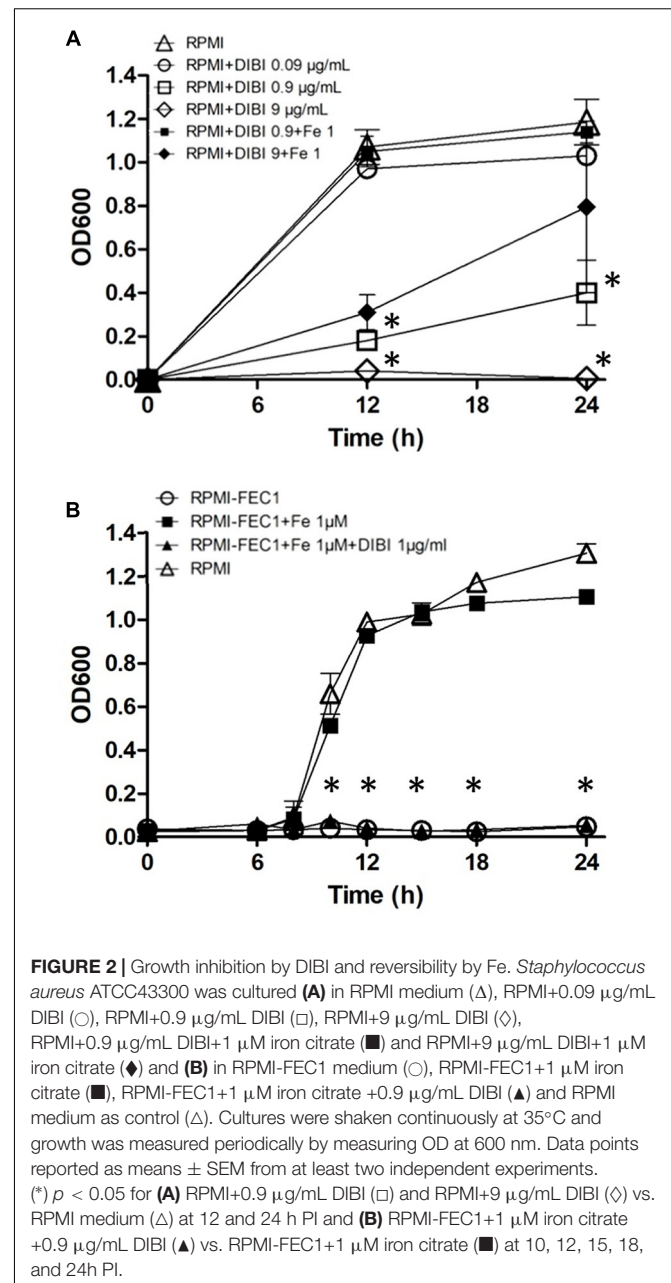 A
RPMI
RPMI+DIBI 0.09 µg/mL
RPMI+DIBI 0.9 µg/mL
RPMI+DIBI 9 µg/mL
RPMI+DIBI 0.9+Fe 1
RPMI+DIBI 9+Fe 1
1.4
1.2
1.0
0.8
0.6
0.4
0.2
0.0
OD600
*
*
*
*
0 6 12 18 24
Time (h)
B
RPMI-FEC1
RPMI-FEC1+Fe 1µM
RPMI-FEC1+Fe 1µM+DIBI 1µg/ml
RPMI
1.4
1.2
1.0
0.8
0.6
0.4
0.2
0.0
OD600
* * * * *
0 6 12 18 24
Time (h)
FIGURE 2 | Growth inhibition by DIBI and reversibility by Fe. Staphylococcus
aureus ATCC43300 was cultured (A) in RPMI medium (Δ), RPMI+0.09 μg/mL
DIBI (○), RPMI+0.9 μg/mL DIBI (□), RPMI+9 μg/mL DIBI (◇),
RPMI+0.9 μg/mL DIBI+1 μM iron citrate (■) and RPMI+9 μg/mL DIBI+1 μM
iron citrate (♦) and (B) in RPMI-FEC1 medium (○), RPMI-FEC1+1 μM iron
citrate (■), RPMI-FEC1+1 μM iron citrate +0.9 μg/mL DIBI (▲) and RPMI
medium as control (△). Cultures were shaken continuously at 35°C and
growth was measured periodically by measuring OD at 600 nm. Data points
reported as means ± SEM from at least two independent experiments.
(*) p < 0.05 for (A) RPMI+0.9 μg/mL DIBI (□) and RPMI+9 μg/mL DIBI (◇) vs.
RPMI medium (△) at 12 and 24 h PI and (B) RPMI-FEC1+1 μM iron citrate
+0.9 μg/mL DIBI (▲) vs. RPMI-FEC1+1 μM iron citrate (■) at 10, 12, 15, 18,
and 24h PI.